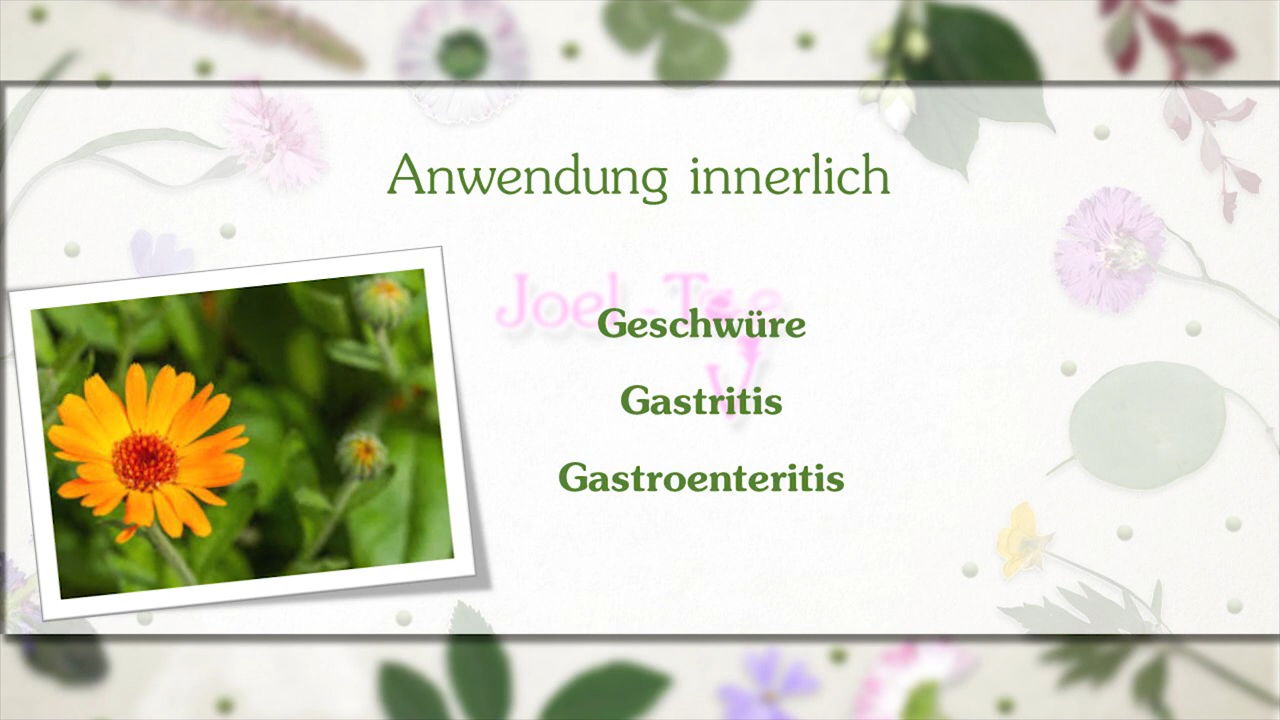 Anwendung innerlich
Geschwüre
Gastritis
Gastroenteritis